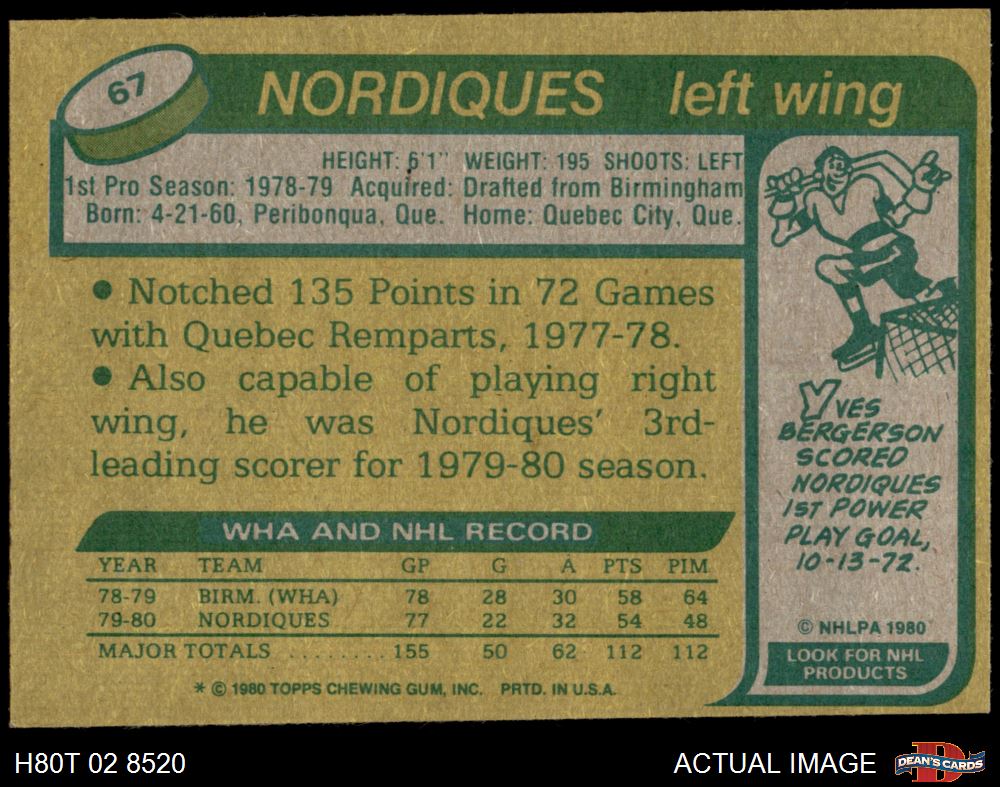 67
NORDIQUES left wing
HEIGHT: 6'1" WEIGHT: 195 SHOOTS: LEFT
1st Pro Season: 1978-79 Acquired: Drafted from Birmingham
Born: 4-21-60, Peribonqua, Que. Home: Quebec City, Que.
• Notched 135 Points in 72 Games
with Quebec Remparts, 1977-78.
• Also capable of playing right
wing, he was Nordiques' 3rd-
leading scorer for 1979-80 season.
WHA AND NHL RECORD
YEAR TEAM GP G A PTS PIM
78-79 BIRM. (WHA) 78 28 30 58 64
79-80 NORDIQUES 77 22 32 54 48
MAJOR TOTALS ........ 155 50 62 112 112
* © 1980 TOPPS CHEWING GUM, INC. PRTD. IN U.S.A.
YVES
BERGERSON
SCORED
NORDIQUES
1ST POWER
PLAY GOAL,
10-13-72.
© NHLPA 1980
LOOK FOR NHL
PRODUCTS
H80T 02 8520
ACTUAL IMAGE
D
DEAN'S CARDS